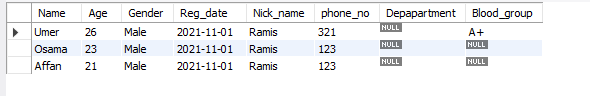 Name Age Gender Reg_date Nick_name phone_no Depapartment Blood_group
Umer 26 Male 2021-11-01 Ramis 321 NULL A+
Osama 23 Male 2021-11-01 Ramis 123 NULL NULL
Affan 21 Male 2021-11-01 Ramis 123 NULL NULL